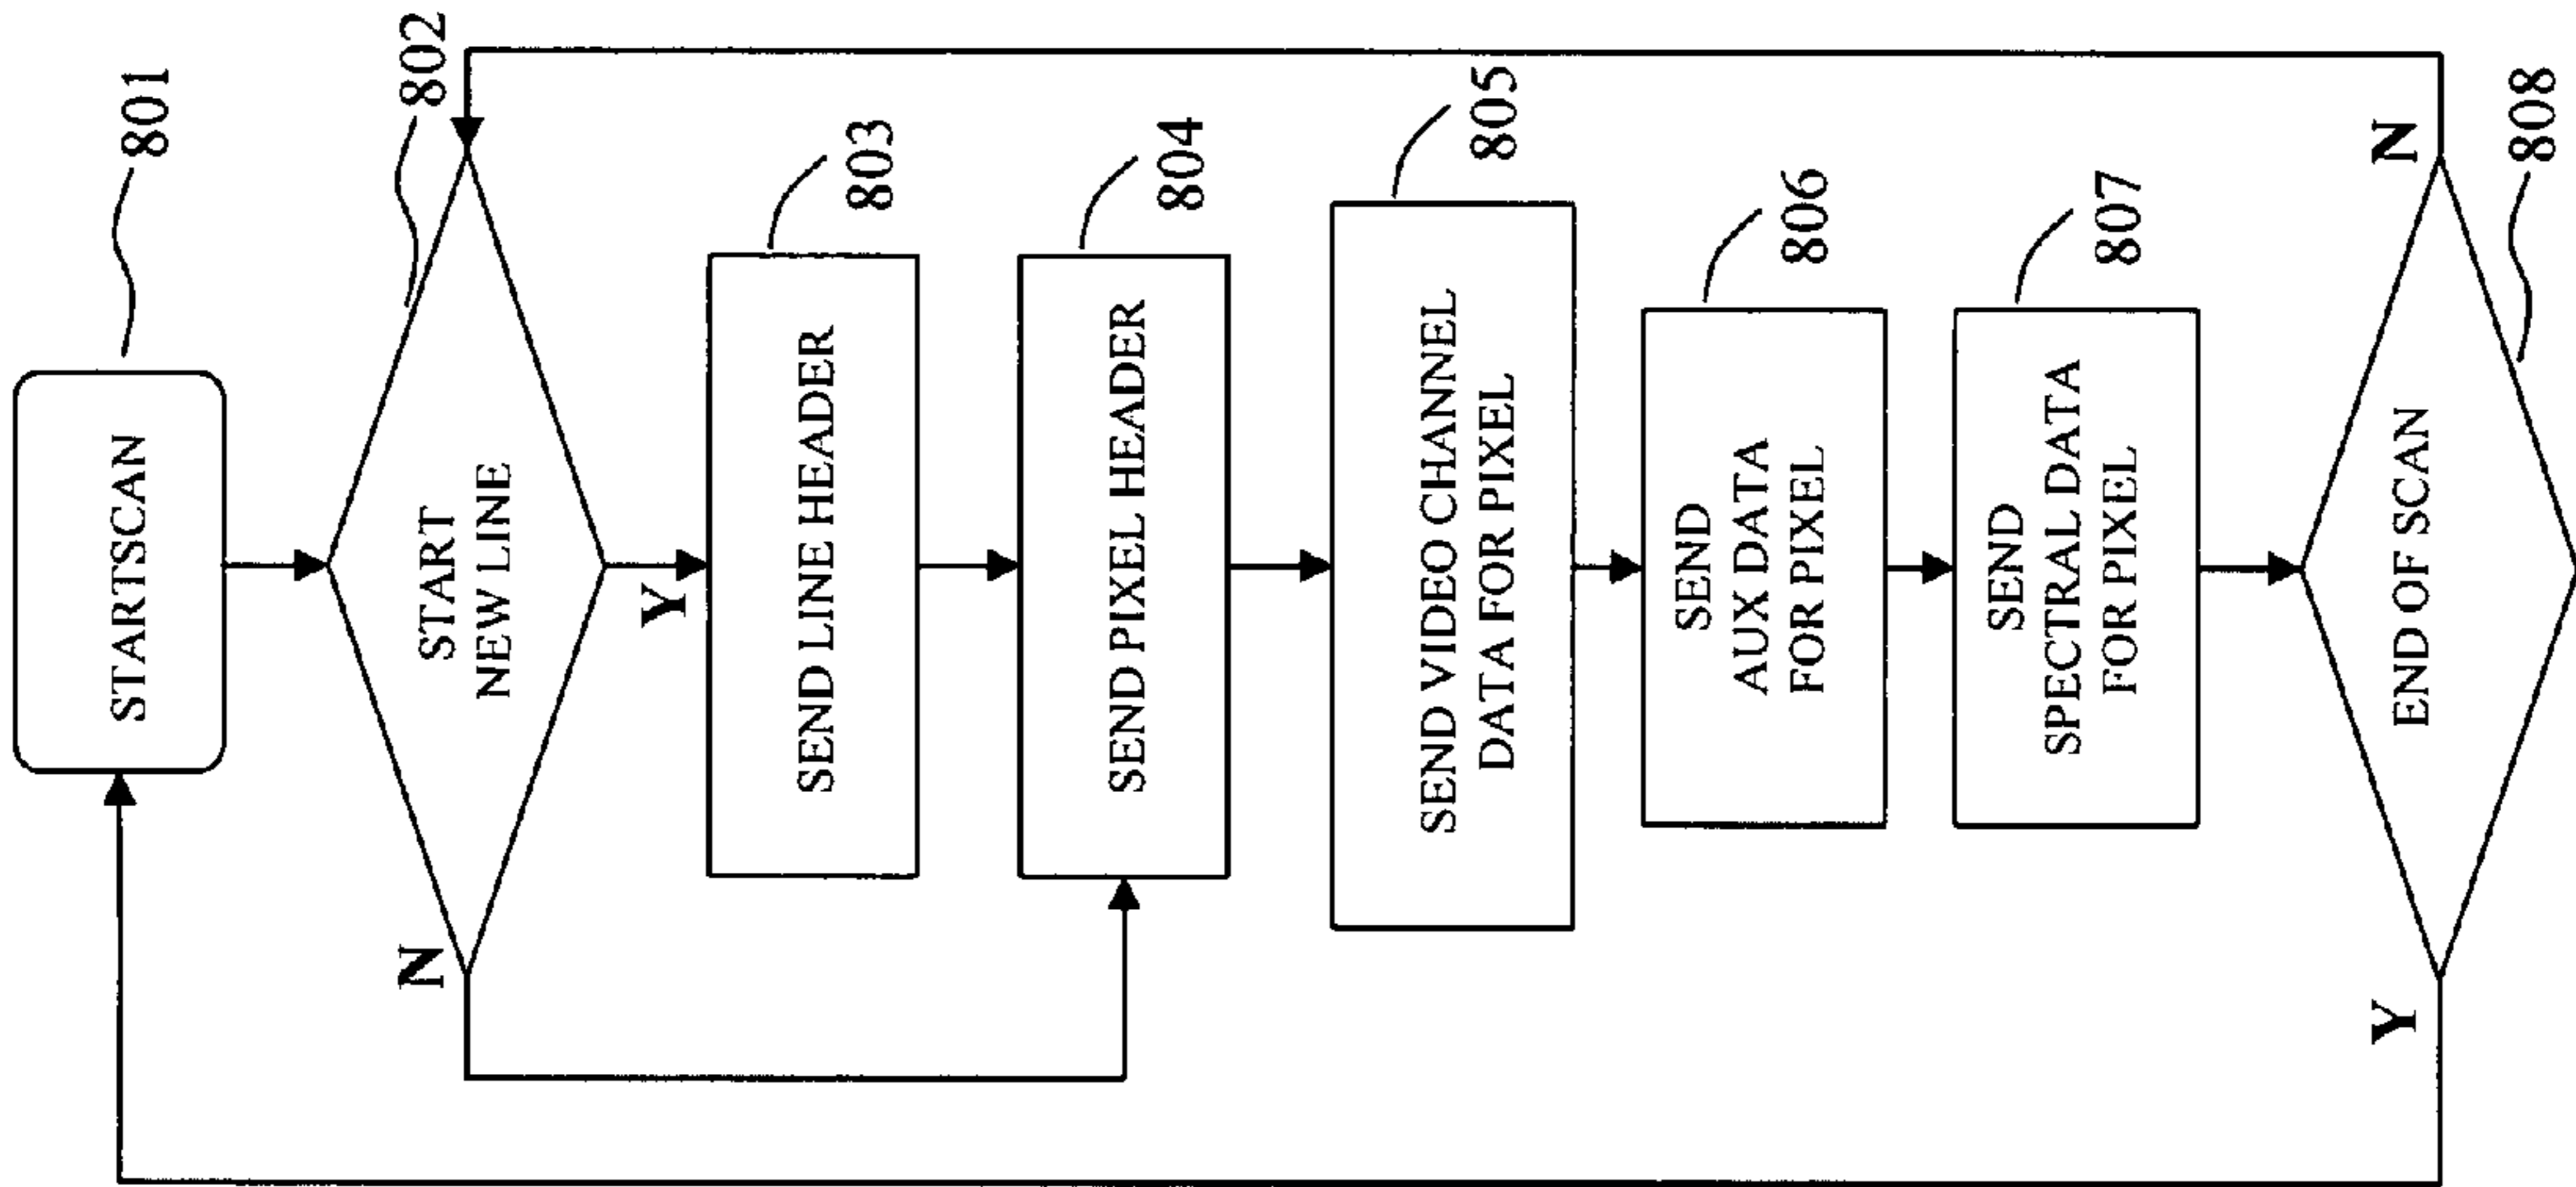 STARTSCAN
801
START
NEW LINE
802
N
Y
SEND LINE HEADER
803
SEND PIXEL HEADER
804
SEND VIDEO CHANNEL
DATA FOR PIXEL
805
SEND
AUX DATA
FOR PIXEL
806
SEND
SPECTRAL DATA
FOR PIXEL
807
END OF SCAN
808
Y
N